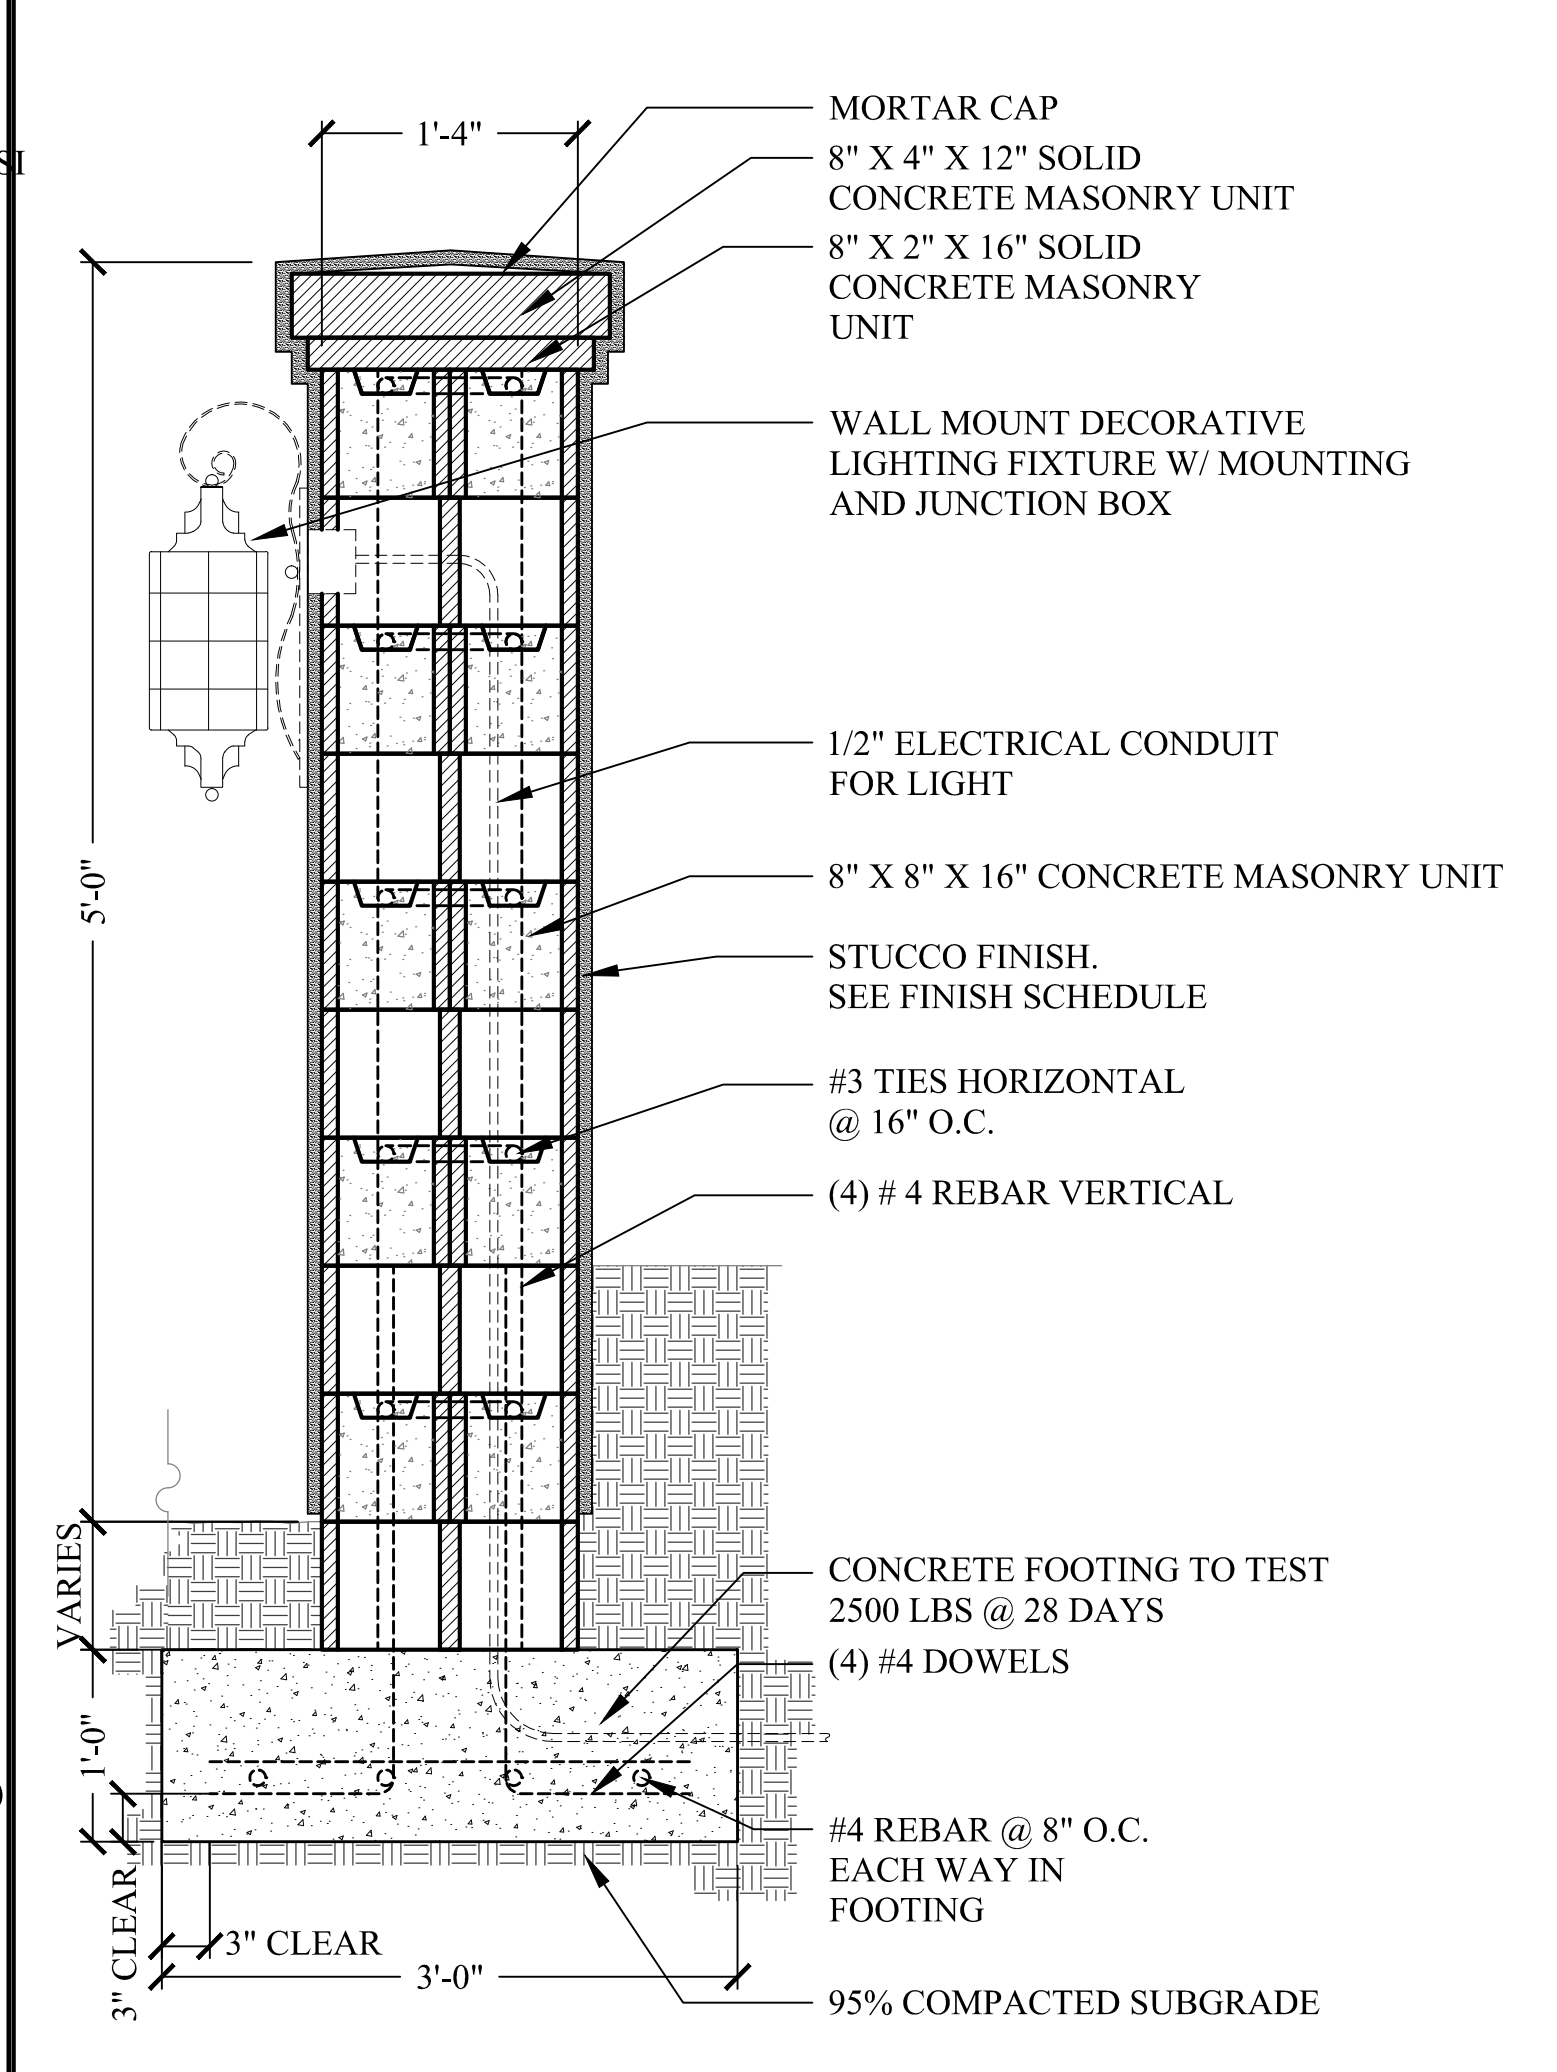 MORTAR CAP
1'-4"
8" X 4" X 12" SOLID
CONCRETE MASONRY UNIT
SI
8" X 2" X 16" SOLID
CONCRETE MASONRY
UNIT
WALL MOUNT DECORATIVE
LIGHTING FIXTURE W/ MOUNTING
AND JUNCTION BOX
1/2" ELECTRICAL CONDUIT
FOR LIGHT
8" X 8" X 16" CONCRETE MASONRY UNIT
5'-0"
STUCCO FINISH.
SEE FINISH SCHEDULE
#3 TIES HORIZONTAL
@ 16" O.C.
(4) # 4 REBAR VERTICAL
VARIES
CONCRETE FOOTING TO TEST
2500 LBS @ 28 DAYS
(4) #4 DOWELS
1'-0"
#4 REBAR @ 8" O.C.
EACH WAY IN
FOOTING
3" CLEAR
3" CLEAR
3'-0"
95% COMPACTED SUBGRADE